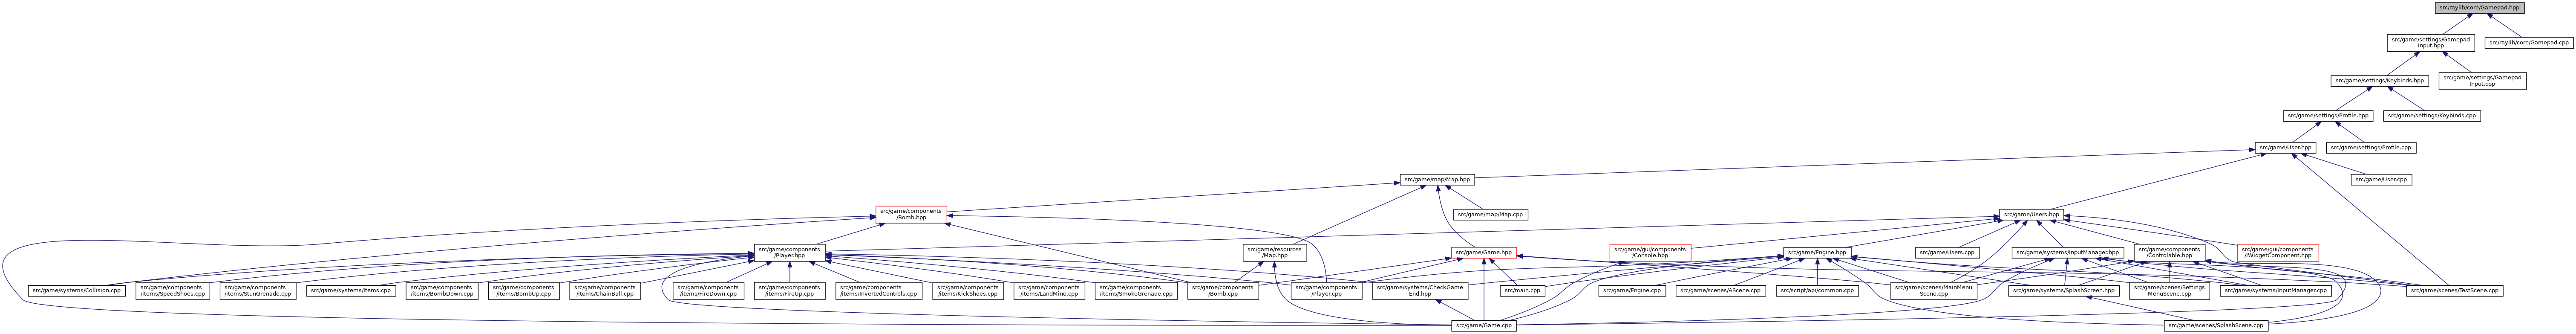 src/raylib/core/Gamepad.hpp
src/game/settings/Gamepad
Input.hpp
src/raylib/core/Gamepad.cpp
src/game/settings/Keybinds.hpp
src/game/settings/Gamepad
Input.cpp
src/game/settings/Profile.hpp
src/game/settings/Keybinds.cpp
src/game/User.hpp
src/game/settings/Profile.cpp
src/game/map/Map.hpp
src/game/User.cpp
src/game/components
/Bomb.hpp
src/game/map/Map.cpp
src/game/Users.hpp
src/game/components
/Player.hpp
src/game/resources
/Map.hpp
src/game/Game.hpp
src/game/gui/components
/Console.hpp
src/game/Engine.hpp
src/game/Users.cpp
src/game/systems/InputManager.hpp
src/game/components
/Controlable.hpp
src/game/gui/components
/IWidgetComponent.hpp
src/game/systems/Collision.cpp
src/game/components
/items/SpeedShoes.cpp
src/game/components
/items/StunGrenade.cpp
src/game/systems/Items.cpp
src/game/components
/items/BombDown.cpp
src/game/components
/items/BombUp.cpp
src/game/components
/items/ChainBall.cpp
src/game/components
/items/FireDown.cpp
src/game/components
/items/FireUp.cpp
src/game/components
/items/InvertedControls.cpp
src/game/components
/items/KickShoes.cpp
src/game/components
/items/LandMine.cpp
src/game/components
/items/SmokeGrenade.cpp
src/game/components
/Bomb.cpp
src/game/components
/Player.cpp
src/game/systems/CheckGame
End.hpp
src/main.cpp
src/game/Engine.cpp
src/game/scenes/AScene.cpp
src/script/api/common.cpp
src/game/scenes/MainMenu
Scene.cpp
src/game/systems/SplashScreen.hpp
src/game/scenes/Settings
MenuScene.cpp
src/game/systems/InputManager.cpp
src/game/scenes/TestScene.cpp
src/game/Game.cpp
src/game/scenes/SplashScene.cpp